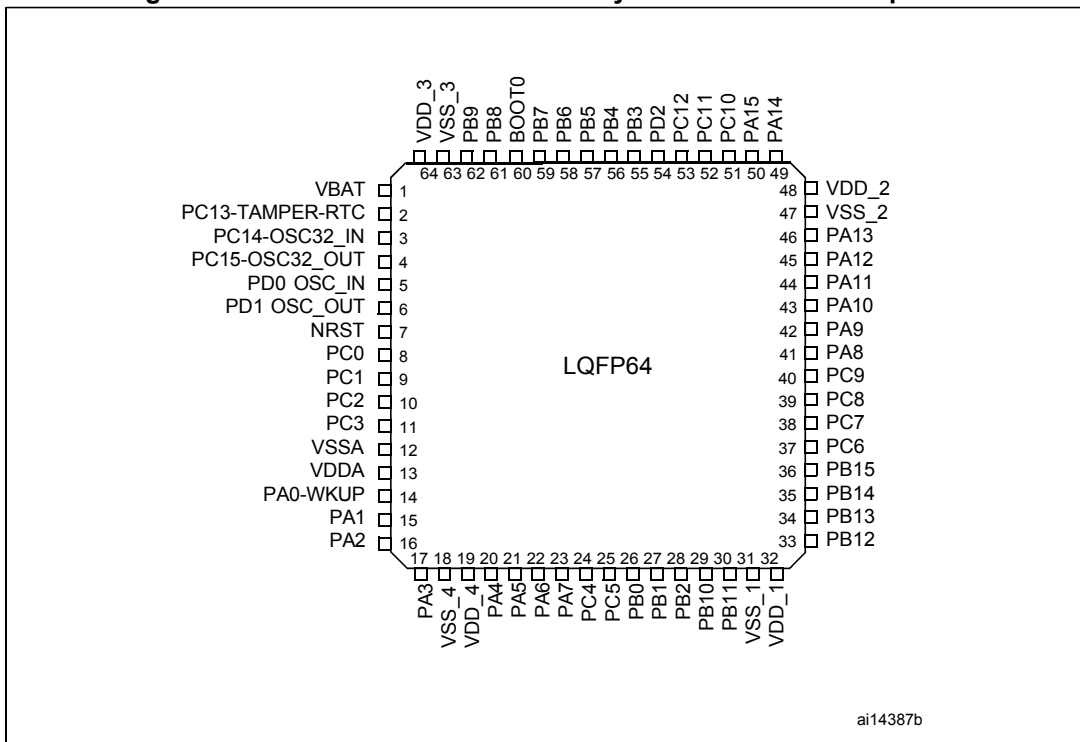 VDD_3
VSS_3
PB9
PB8
BOOT0
PB7
PB6
PB5
PB4
PB3
PD2
PC12
PC11
PC10
PA15
PA14
64 63 62 61 60 59 58 57 56 55 54 53 52 51 50 49
VBAT 1
PC13-TAMPER-RTC 2
PC14-OSC32_IN 3
PC15-OSC32_OUT 4
PD0 OSC_IN 5
PD1 OSC_OUT 6
NRST 7
PC0 8
PC1 9
PC2 10
PC3 11
VSSA 12
VDDA 13
PA0-WKUP 14
PA1 15
PA2 16
LQFP64
48 VDD_2
47 VSS_2
46 PA13
45 PA12
44 PA11
43 PA10
42 PA9
41 PA8
40 PC9
39 PC8
38 PC7
37 PC6
36 PB15
35 PB14
34 PB13
33 PB12
17 18 19 20 21 22 23 24 25 26 27 28 29 30 31 32
PA3
VSS_4
VDD_4
PA4
PA5
PA6
PA7
PC4
PC5
PB0
PB1
PB2
PB10
PB11
VSS_1
VDD_1
ai14387b